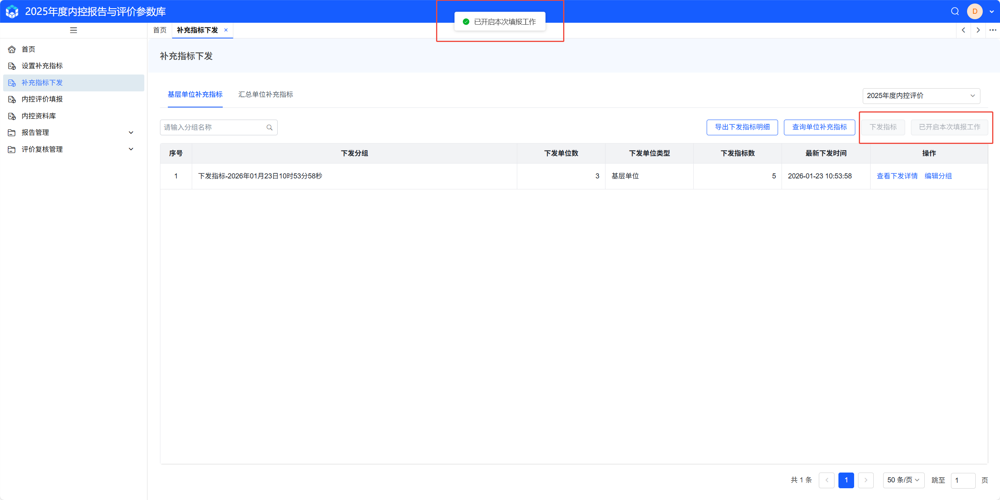 2025年度内控报告与评价参数库
已开启本次填报工作
D
首页
补充指标下发
首页
设置补充指标
补充指标下发
内控评价填报
内控资料库
报告管理
评价复核管理
补充指标下发
基层单位补充指标
汇总单位补充指标
2025年度内控评价
请输入分组名称
导出下发指标明细
查询单位补充指标
下发指标
已开启本次填报工作
序号 下发分组 下发单位数 下发单位类型 下发指标数 最新下发时间 操作
1 下发指标-2026年01月23日10时53分58秒 3 基层单位 5 2026-01-23 10:53:58 查看下发详情 编辑分组
共 1 条 1 50 条/页 跳至 1 页